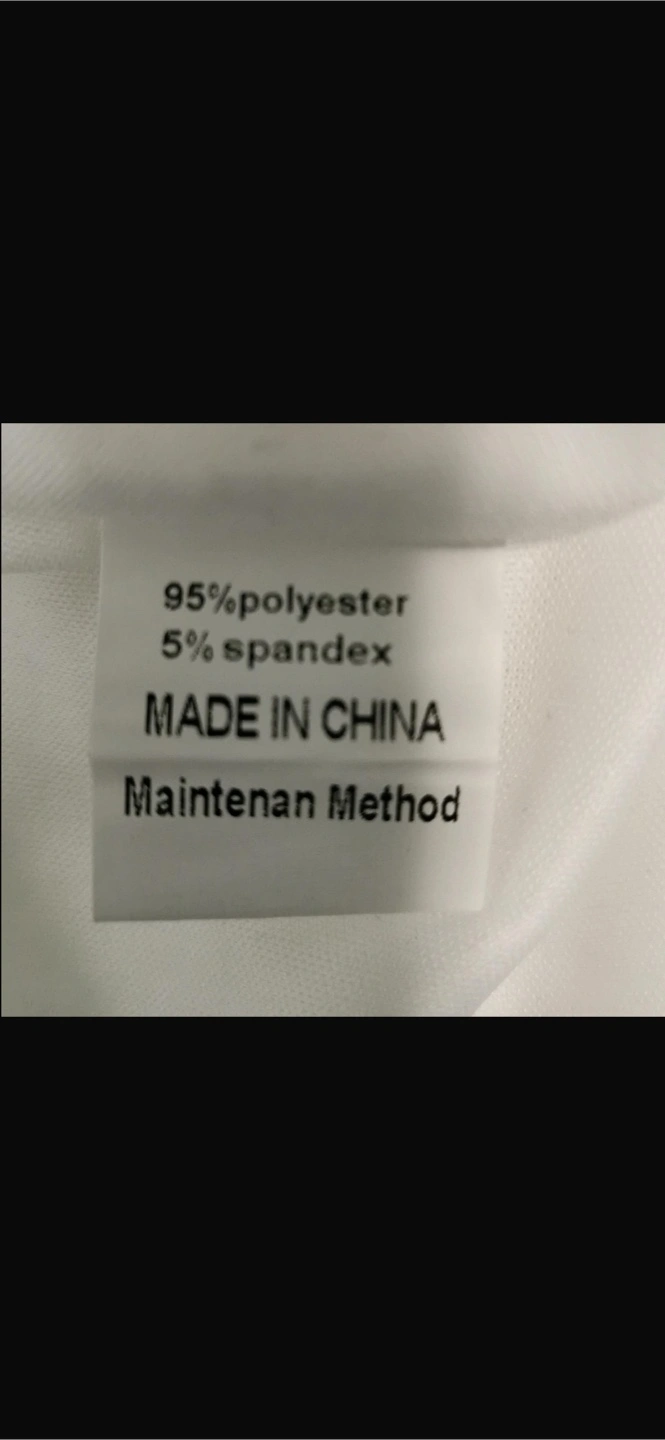 95%polyester
5% spandex
MADE IN CHINA
Maintenan Method